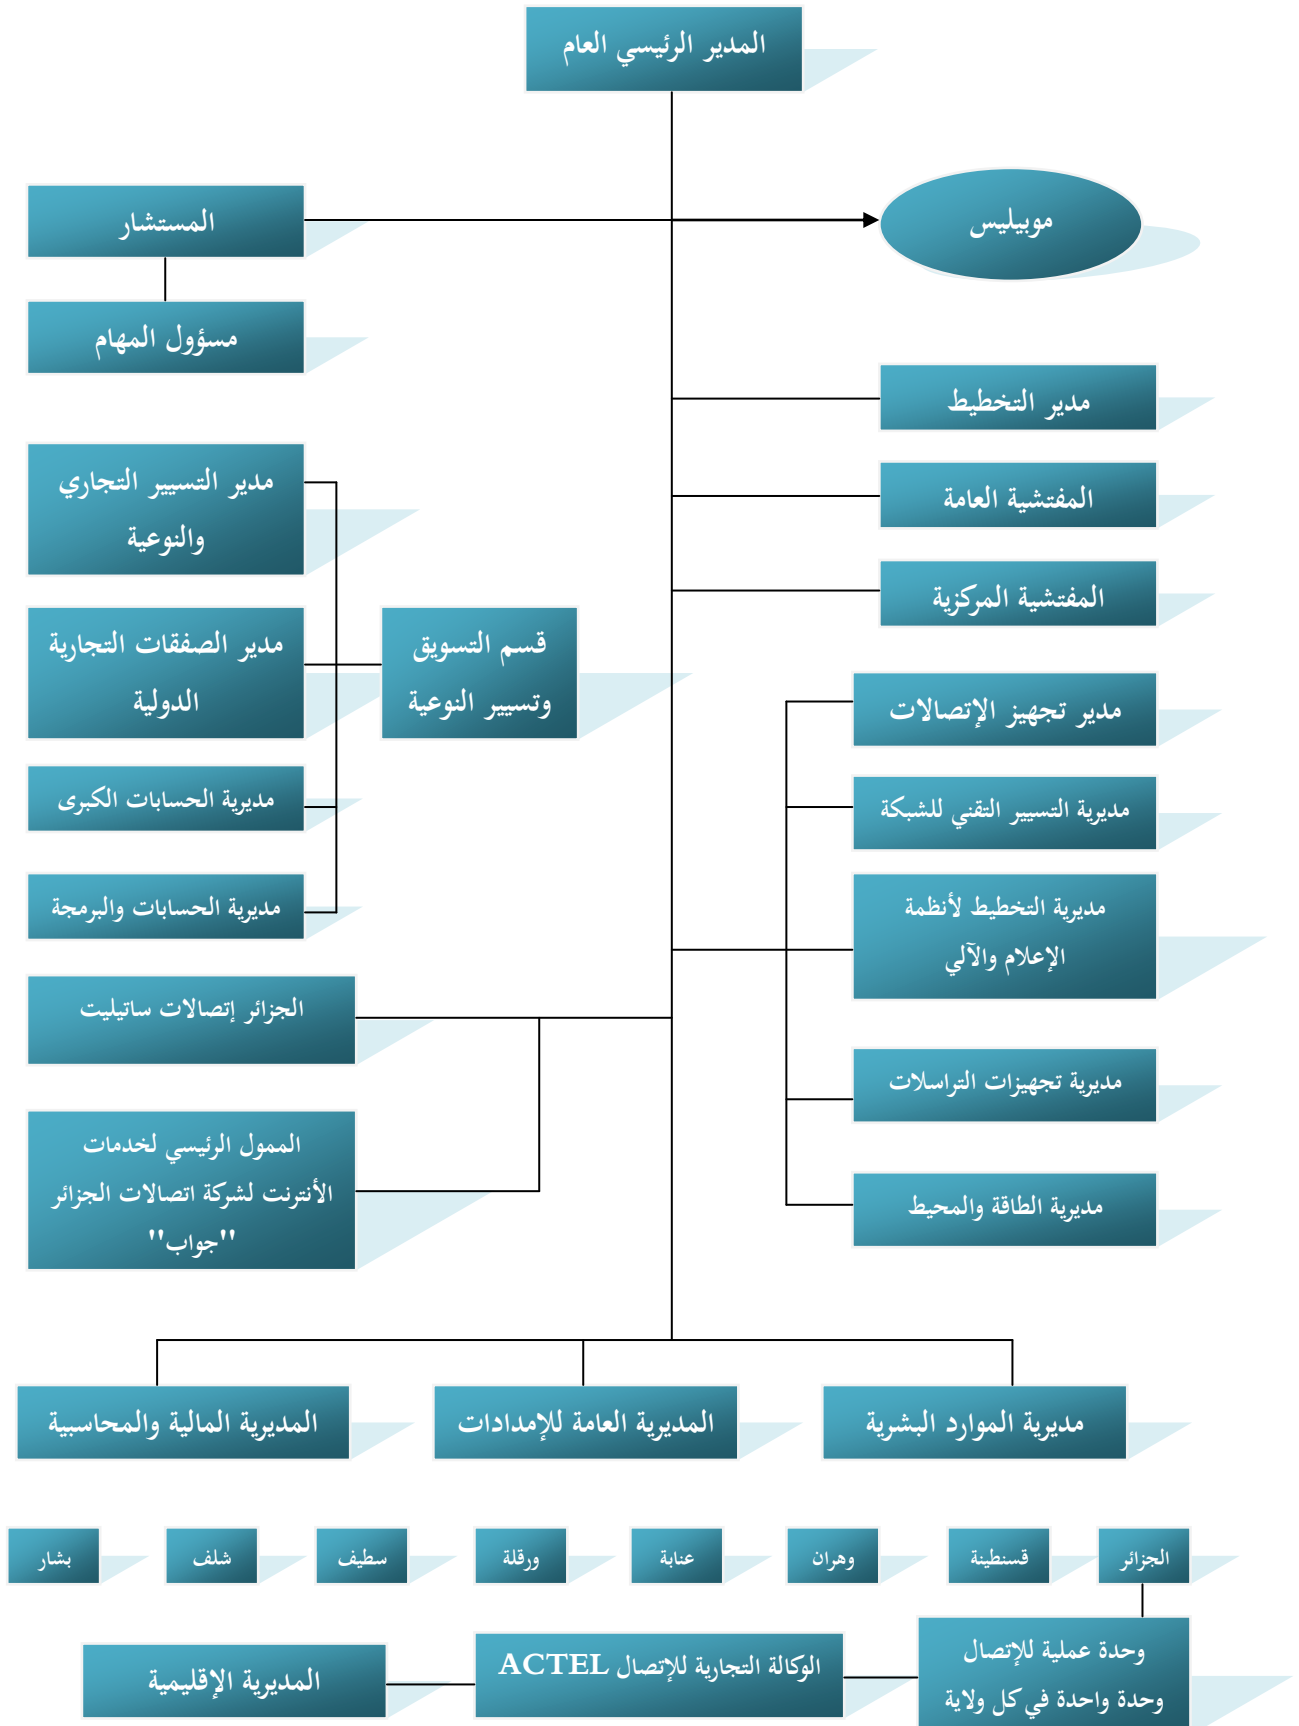 المدير الرئيسي العام
موبيليس
المستشار
مسؤول المهام
مدير التخطيط
المفتشية العامة
المفتشية المركزية
مدير التسيير التجاري
والنوعية
قسم التسويق
وتسيير النوعية
مدير الصفقات التجارية
الدولية
مديرية الحسابات الكبرى
مديرية الحسابات والبرمجة
مدير تجهيز الإتصالات
مديرية التسيير التقني للشبكة
مديرية التخطيط لأنظمة
الإعلام والآلي
مديرية تجهيزات التراسلات
مديرية الطاقة والمحيط
الجزائر إتصالات ساتيليت
الممول الرئيسي لخدمات
الأنترنت لشركة اتصالات الجزائر
"جواب"
مديرية الموارد البشرية
المديرية العامة للإمدادات
المديرية المالية والمحاسبية
الجزائر
قسنطينة
وهران
عنابة
ورقلة
سطيف
شلف
بشار
وحدة عملية للإتصال
وحدة واحدة في كل ولاية
الوكالة التجارية للإتصال ACTEL
المديرية الإقليمية